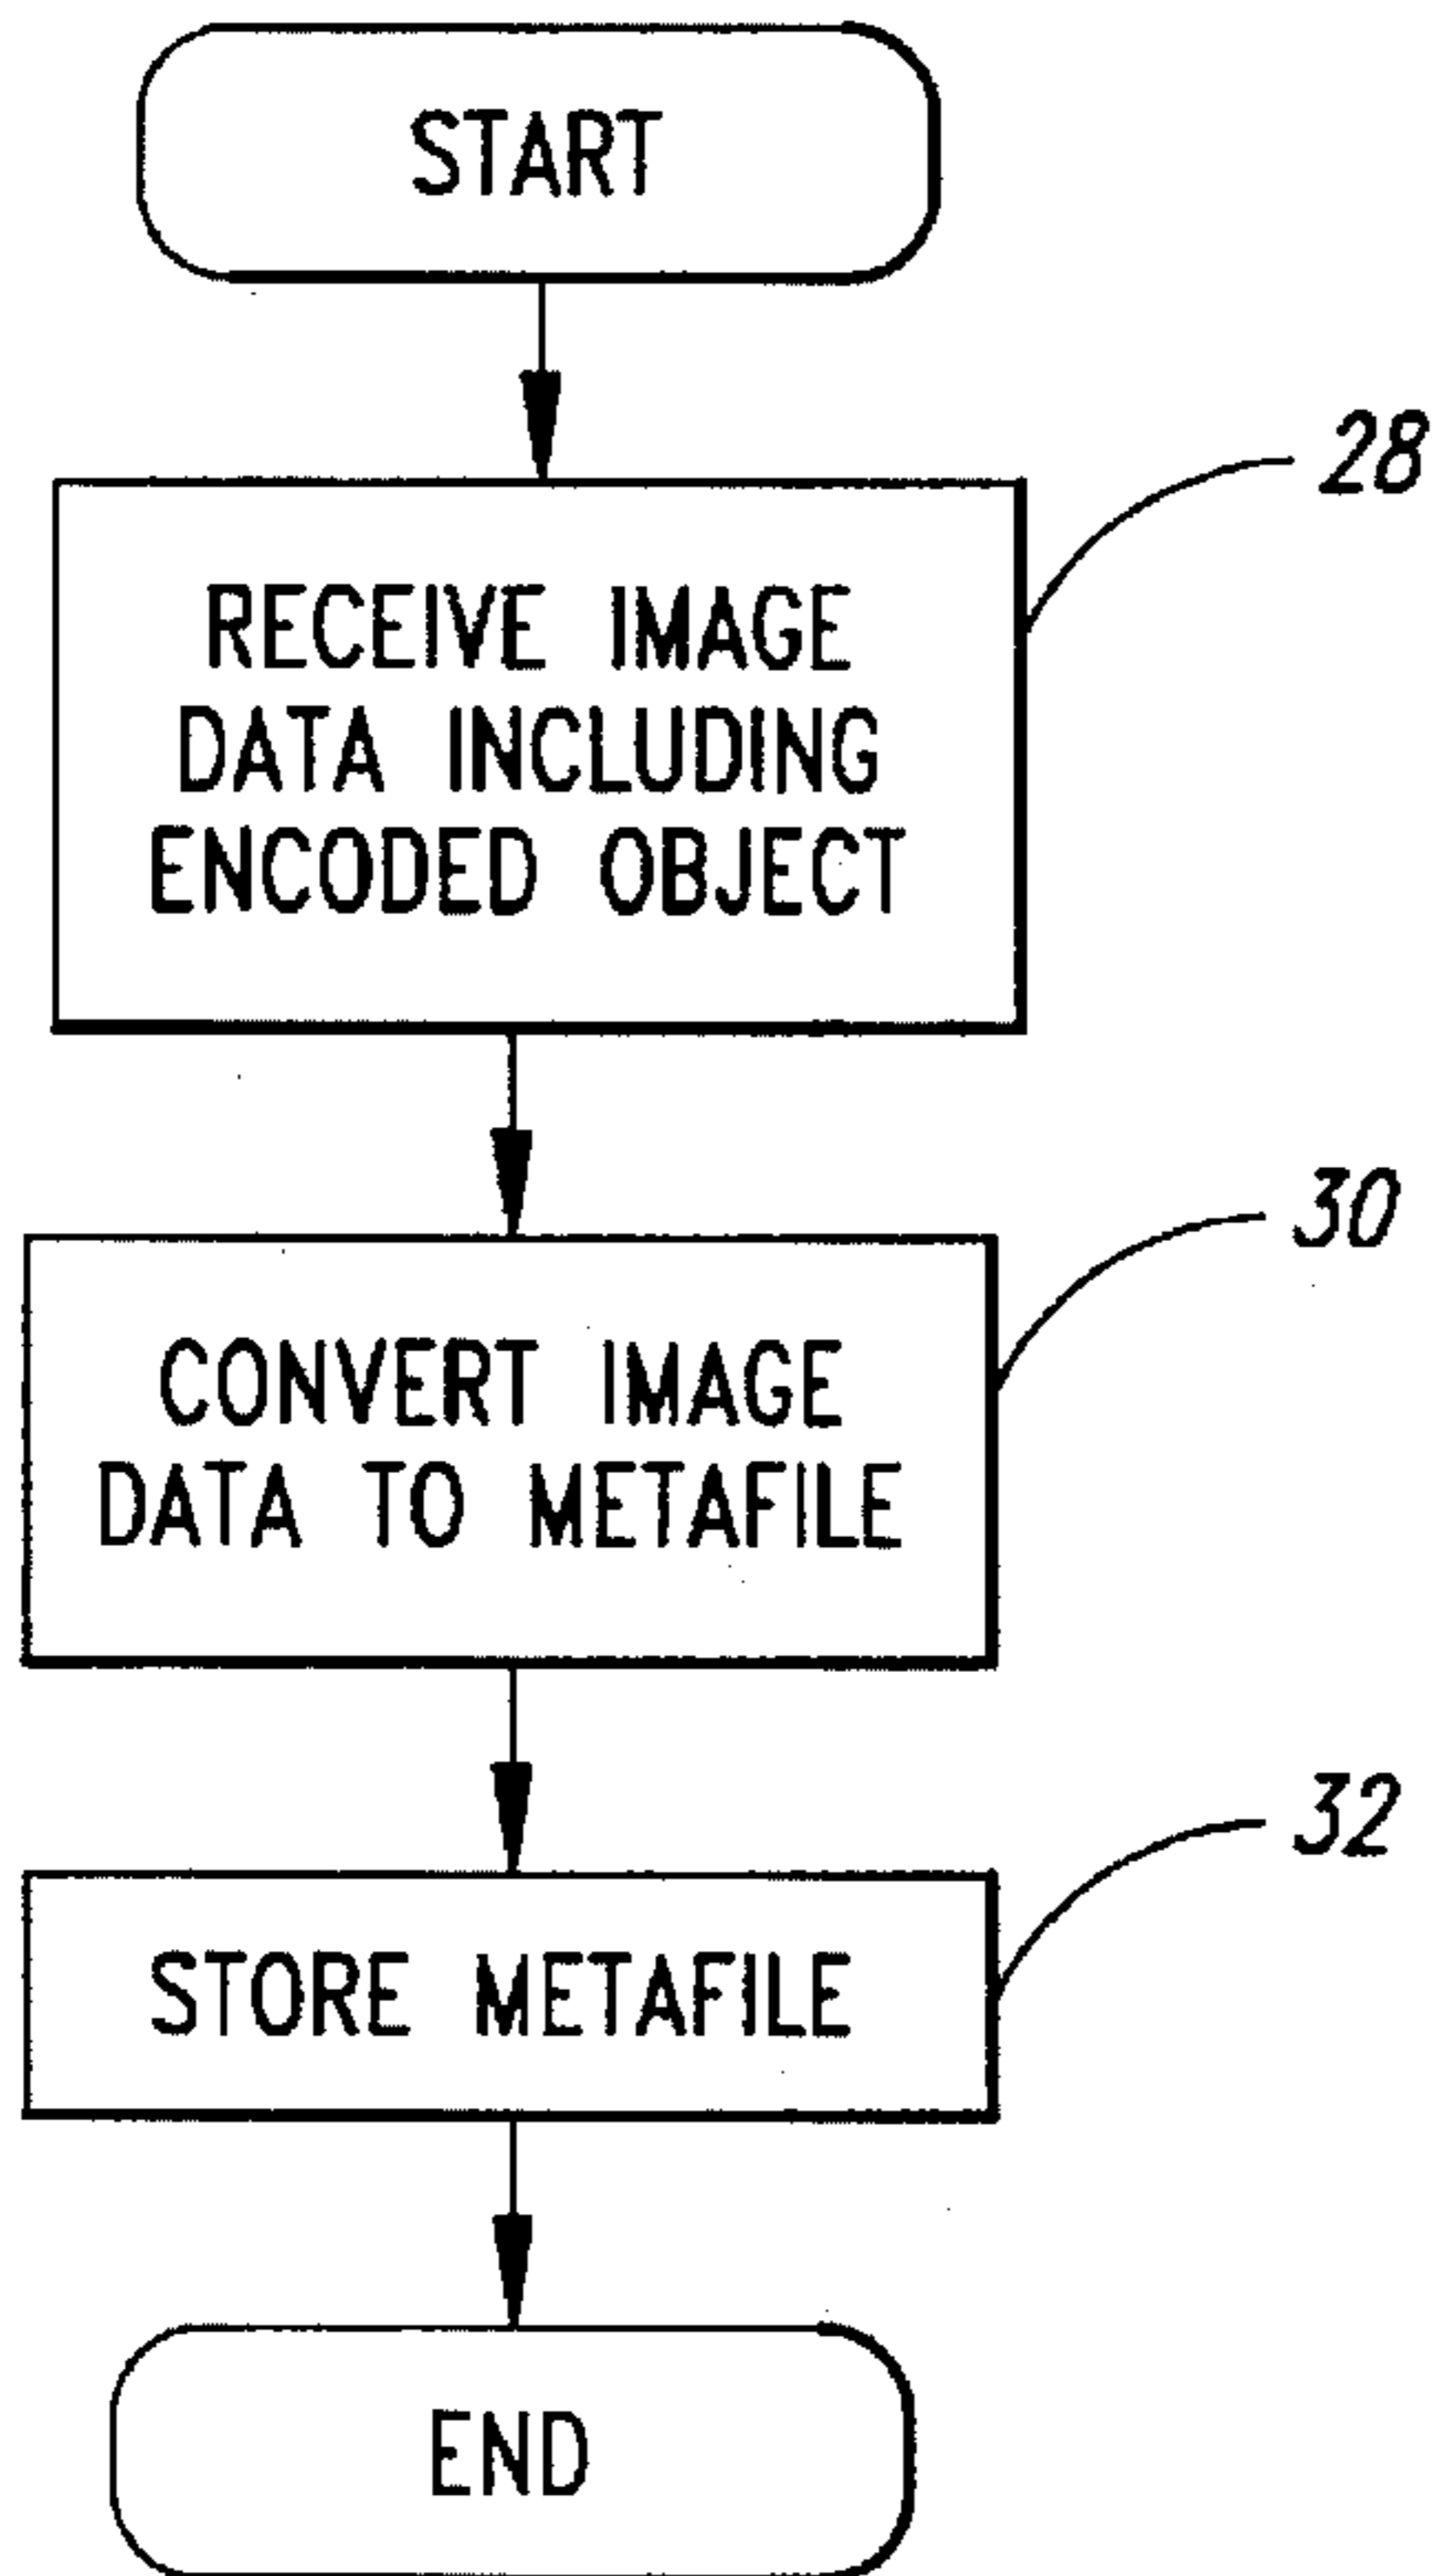 START
28
RECEIVE IMAGE
DATA INCLUDING
ENCODED OBJECT
30
CONVERT IMAGE
DATA TO METAFILE
32
STORE METAFILE
END